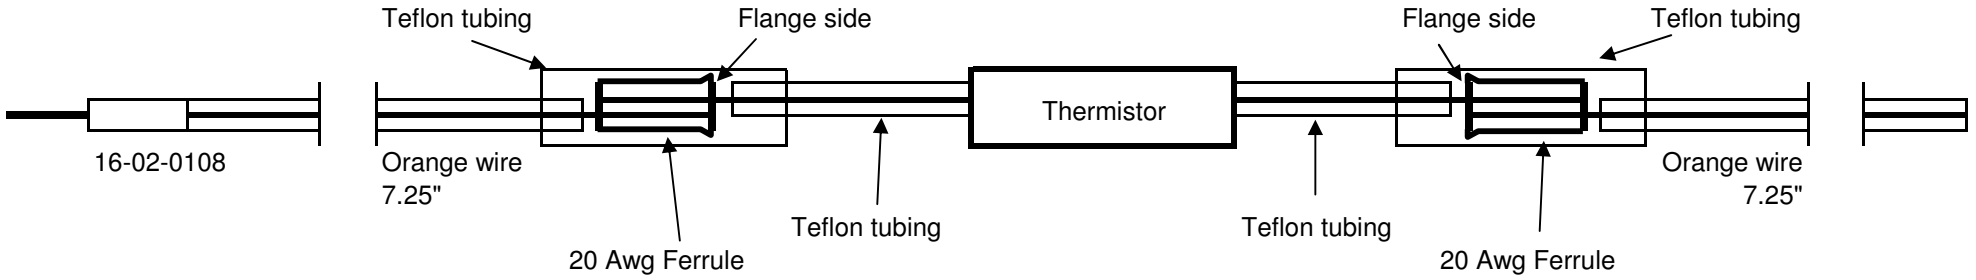 Teflon tubing
Flange side
Flange side
Teflon tubing
Thermistor
16-02-0108
Orange wire
7.25"
Orange wire
7.25"
Teflon tubing
Teflon tubing
20 Awg Ferrule
20 Awg Ferrule